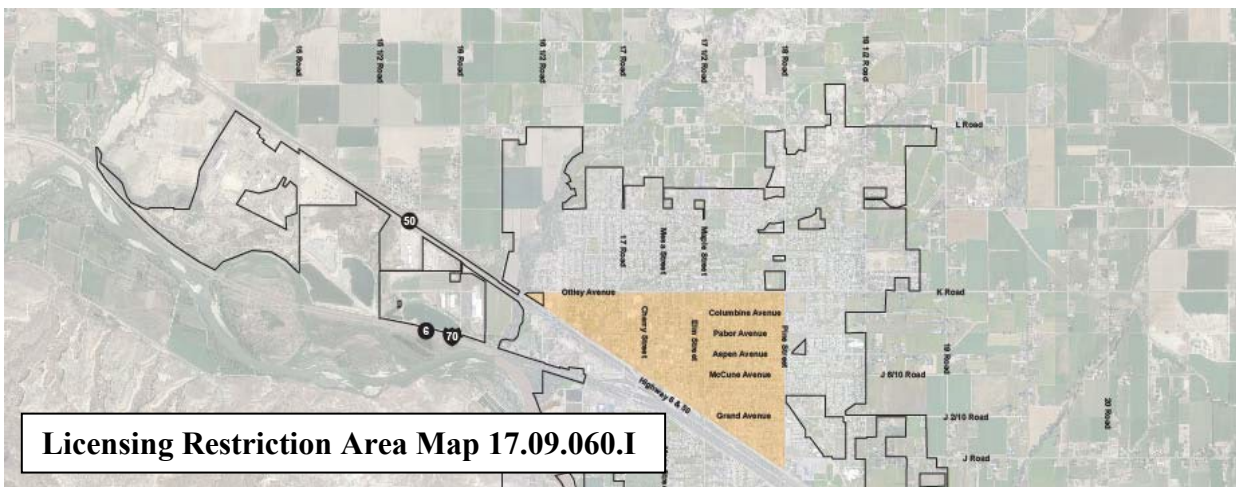 15 Road
15 1/2 Road
16 Road
16 1/2 Road
17 Road
17 1/2 Road
18 Road
18 1/2 Road
L Road
50
17 Road
Mesa Street
Maple Street
Ottley Avenue
K Road
6
70
Cherry Street
Elm Street
Columbine Avenue
Pabor Avenue
Aspen Avenue
McCune Avenue
Grand Avenue
Pine Street
Highway 6 & 50
19 Road
J 6/10 Road
J 2/10 Road
20 Road
J Road
Licensing Restriction Area Map 17.09.060.I